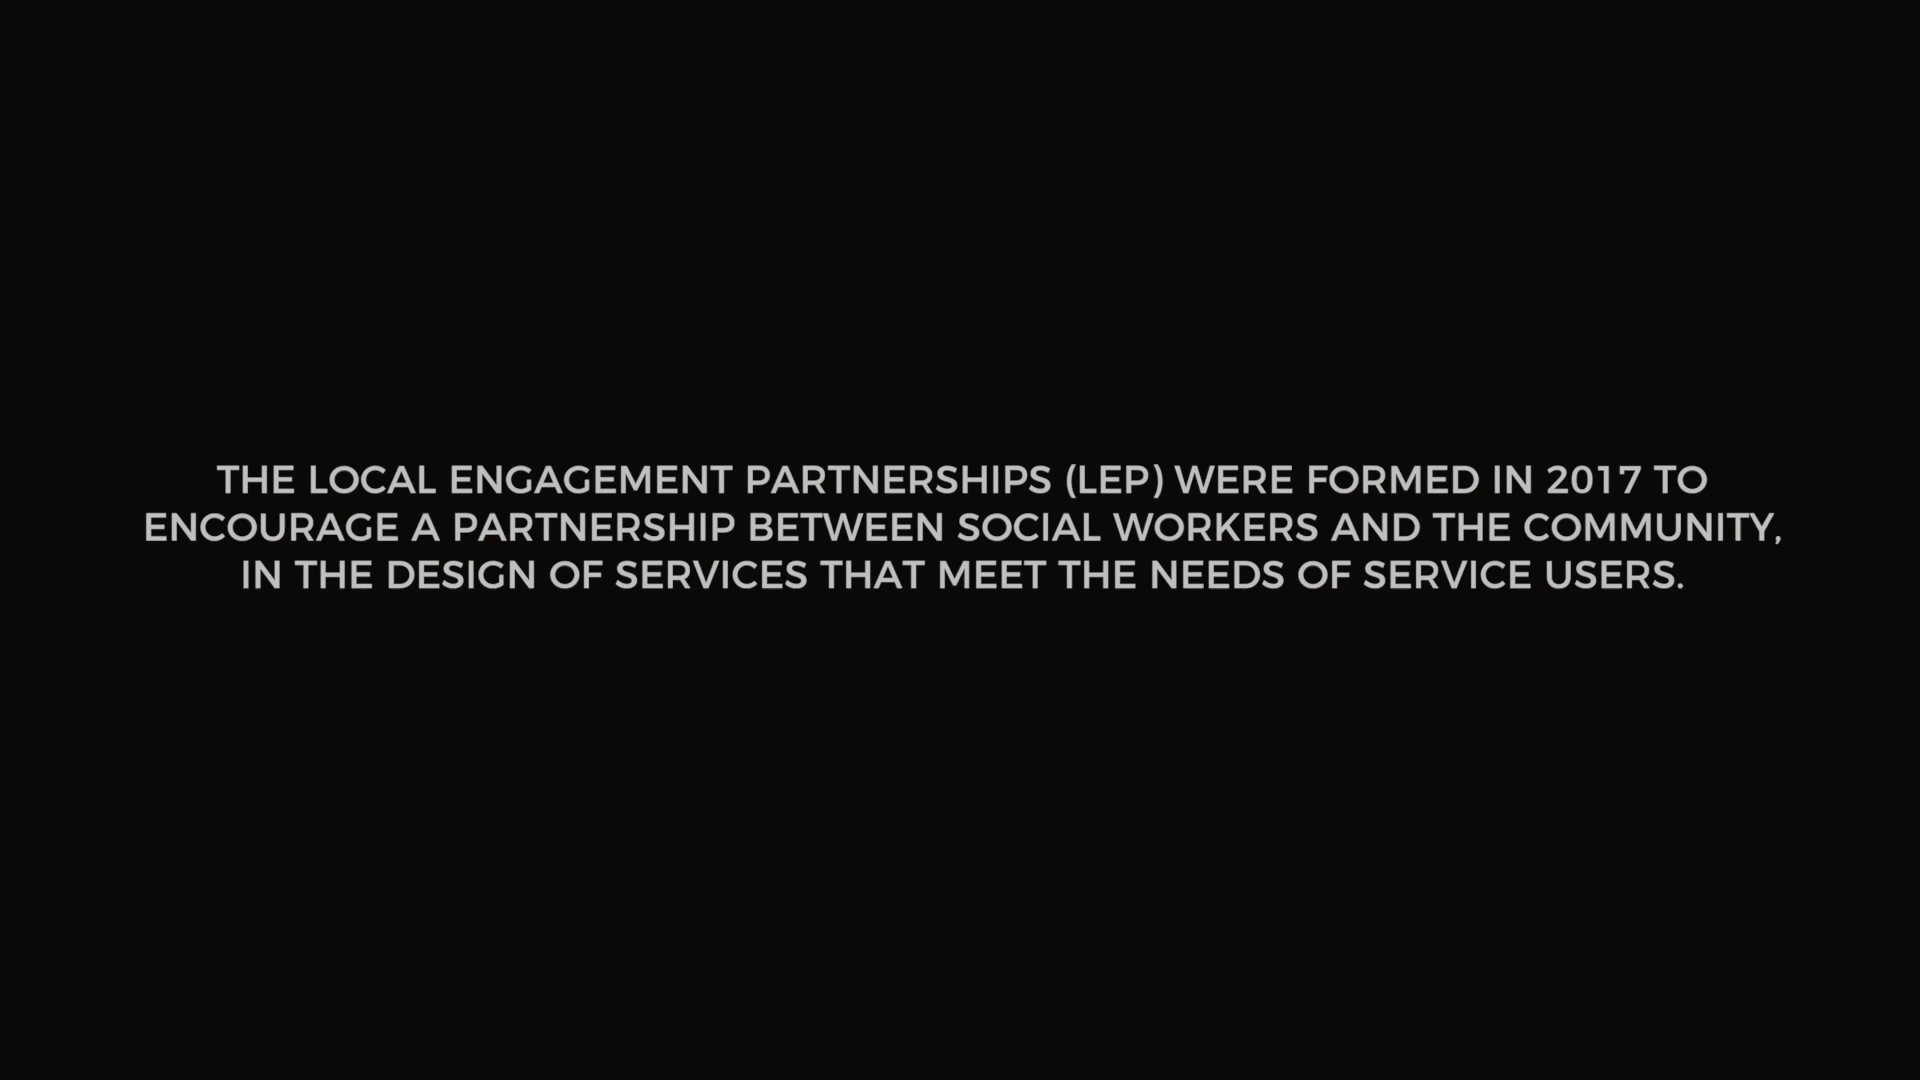 THE LOCAL ENGAGEMENT PARTNERSHIPS (LEP) WERE FORMED IN 2017 TO
ENCOURAGE A PARTNERSHIP BETWEEN SOCIAL WORKERS AND THE COMMUNITY,
IN THE DESIGN OF SERVICES THAT MEET THE NEEDS OF SERVICE USERS.